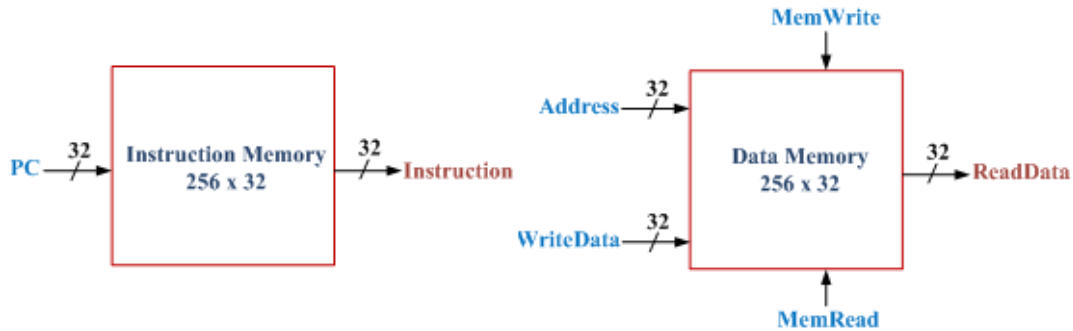 PC
32
Instruction Memory
256 x 32
32
Instruction
MemWrite
Address
32
WriteData
32
Data Memory
256 x 32
32
ReadData
MemRead